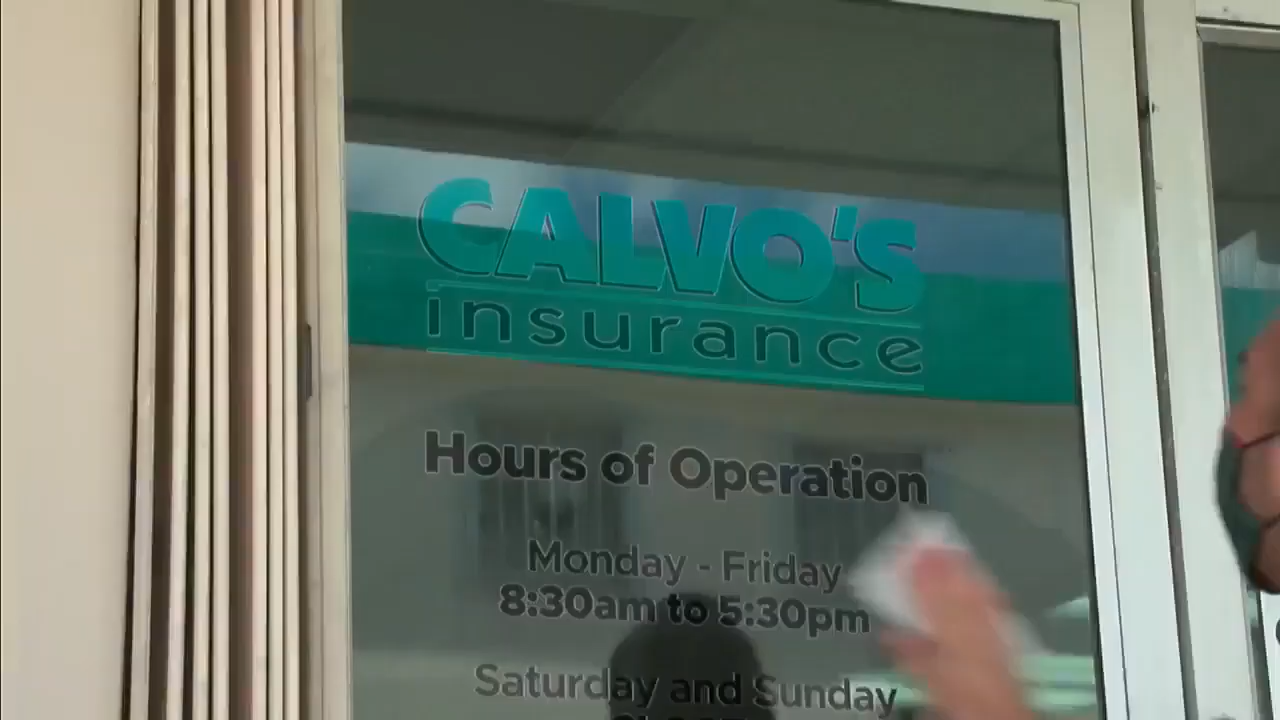 CALVO'S
insurance
Hours of Operation
Monday - Friday
8:30am to 5:30pm
Saturday and Sunday